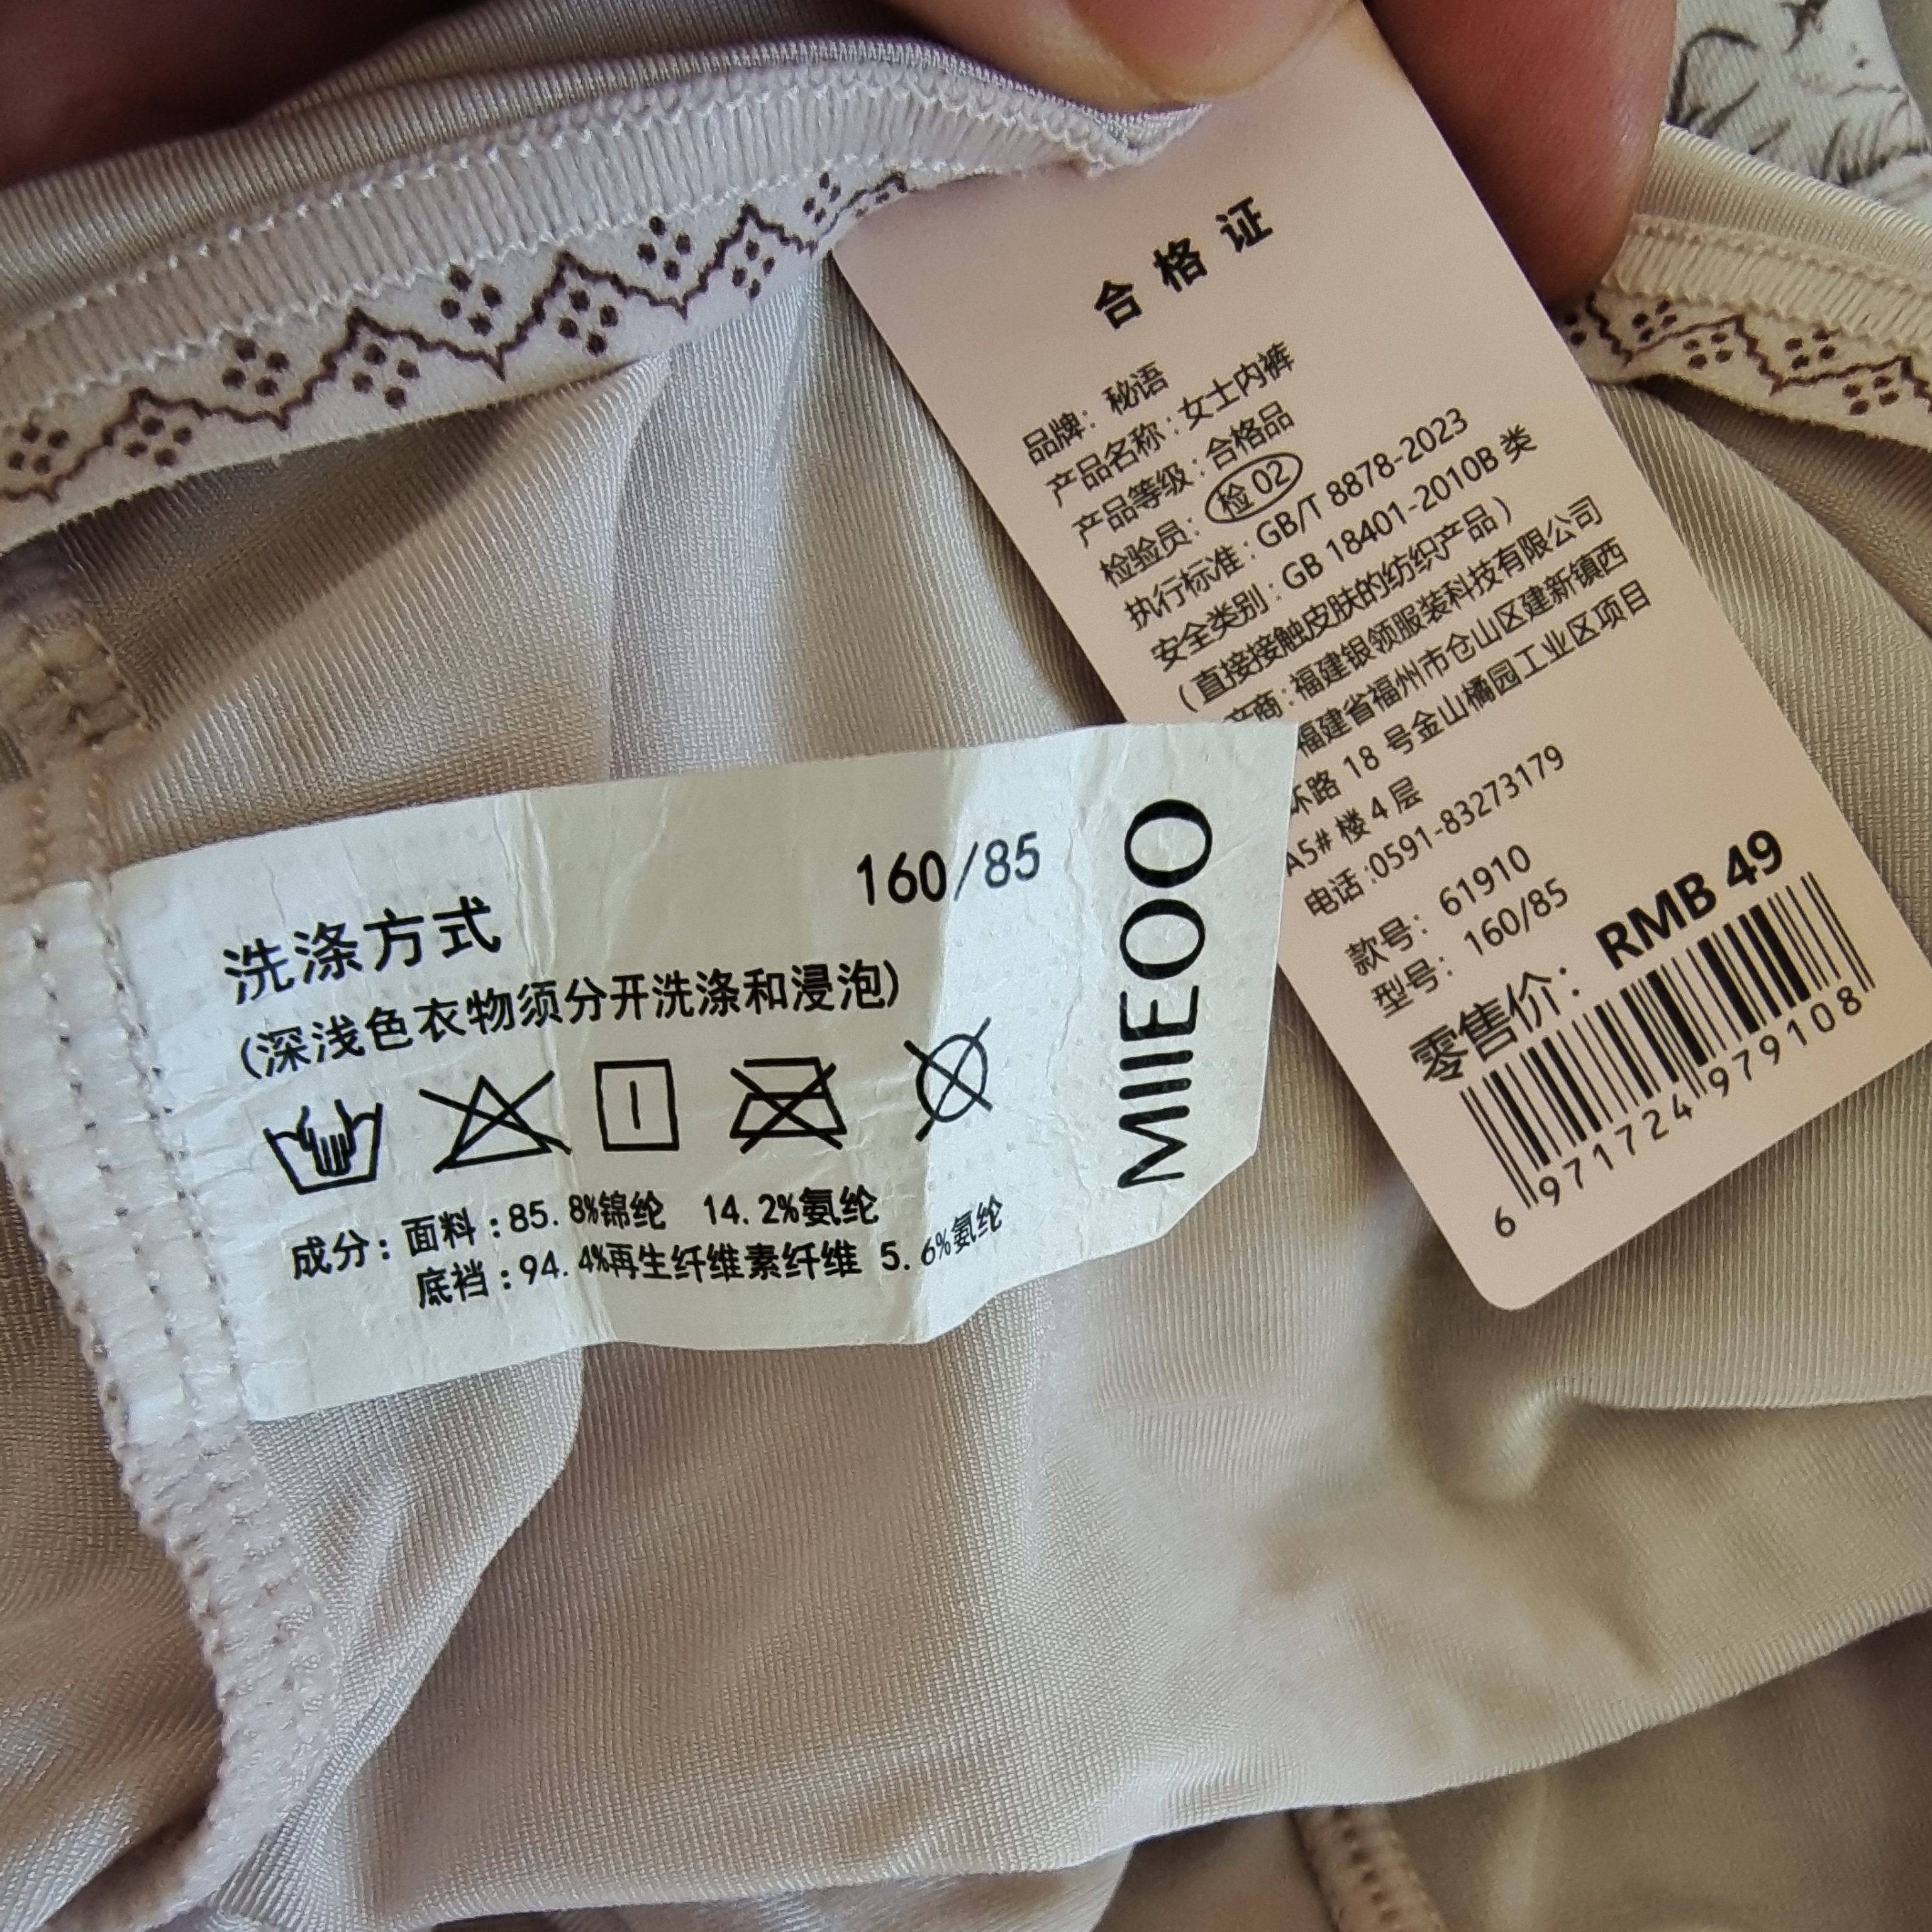 合格证
品牌：秘语
产品名称：女士内裤
产品等级：合格品
检验员：检 02
执行标准：GB/T 8878-2023
安全类别：GB 18401-2010B 类
（直接接触皮肤的纺织产品）
产商：福建银领服装科技有限公司
福建省福州市仓山区建新镇西
环路 18 号金山橘园工业区项目
A5# 楼 4 层
电话:0591-83273179
款号：61910
型号：160/85
零售价：RMB 49
6 971724 979108
160/85
洗涤方式
(深浅色衣物须分开洗涤和浸泡)
成分：面料：85.8%锦纶 14.2%氨纶
底裆：94.4%再生纤维素纤维 5.6%氨纶
MIIEOO